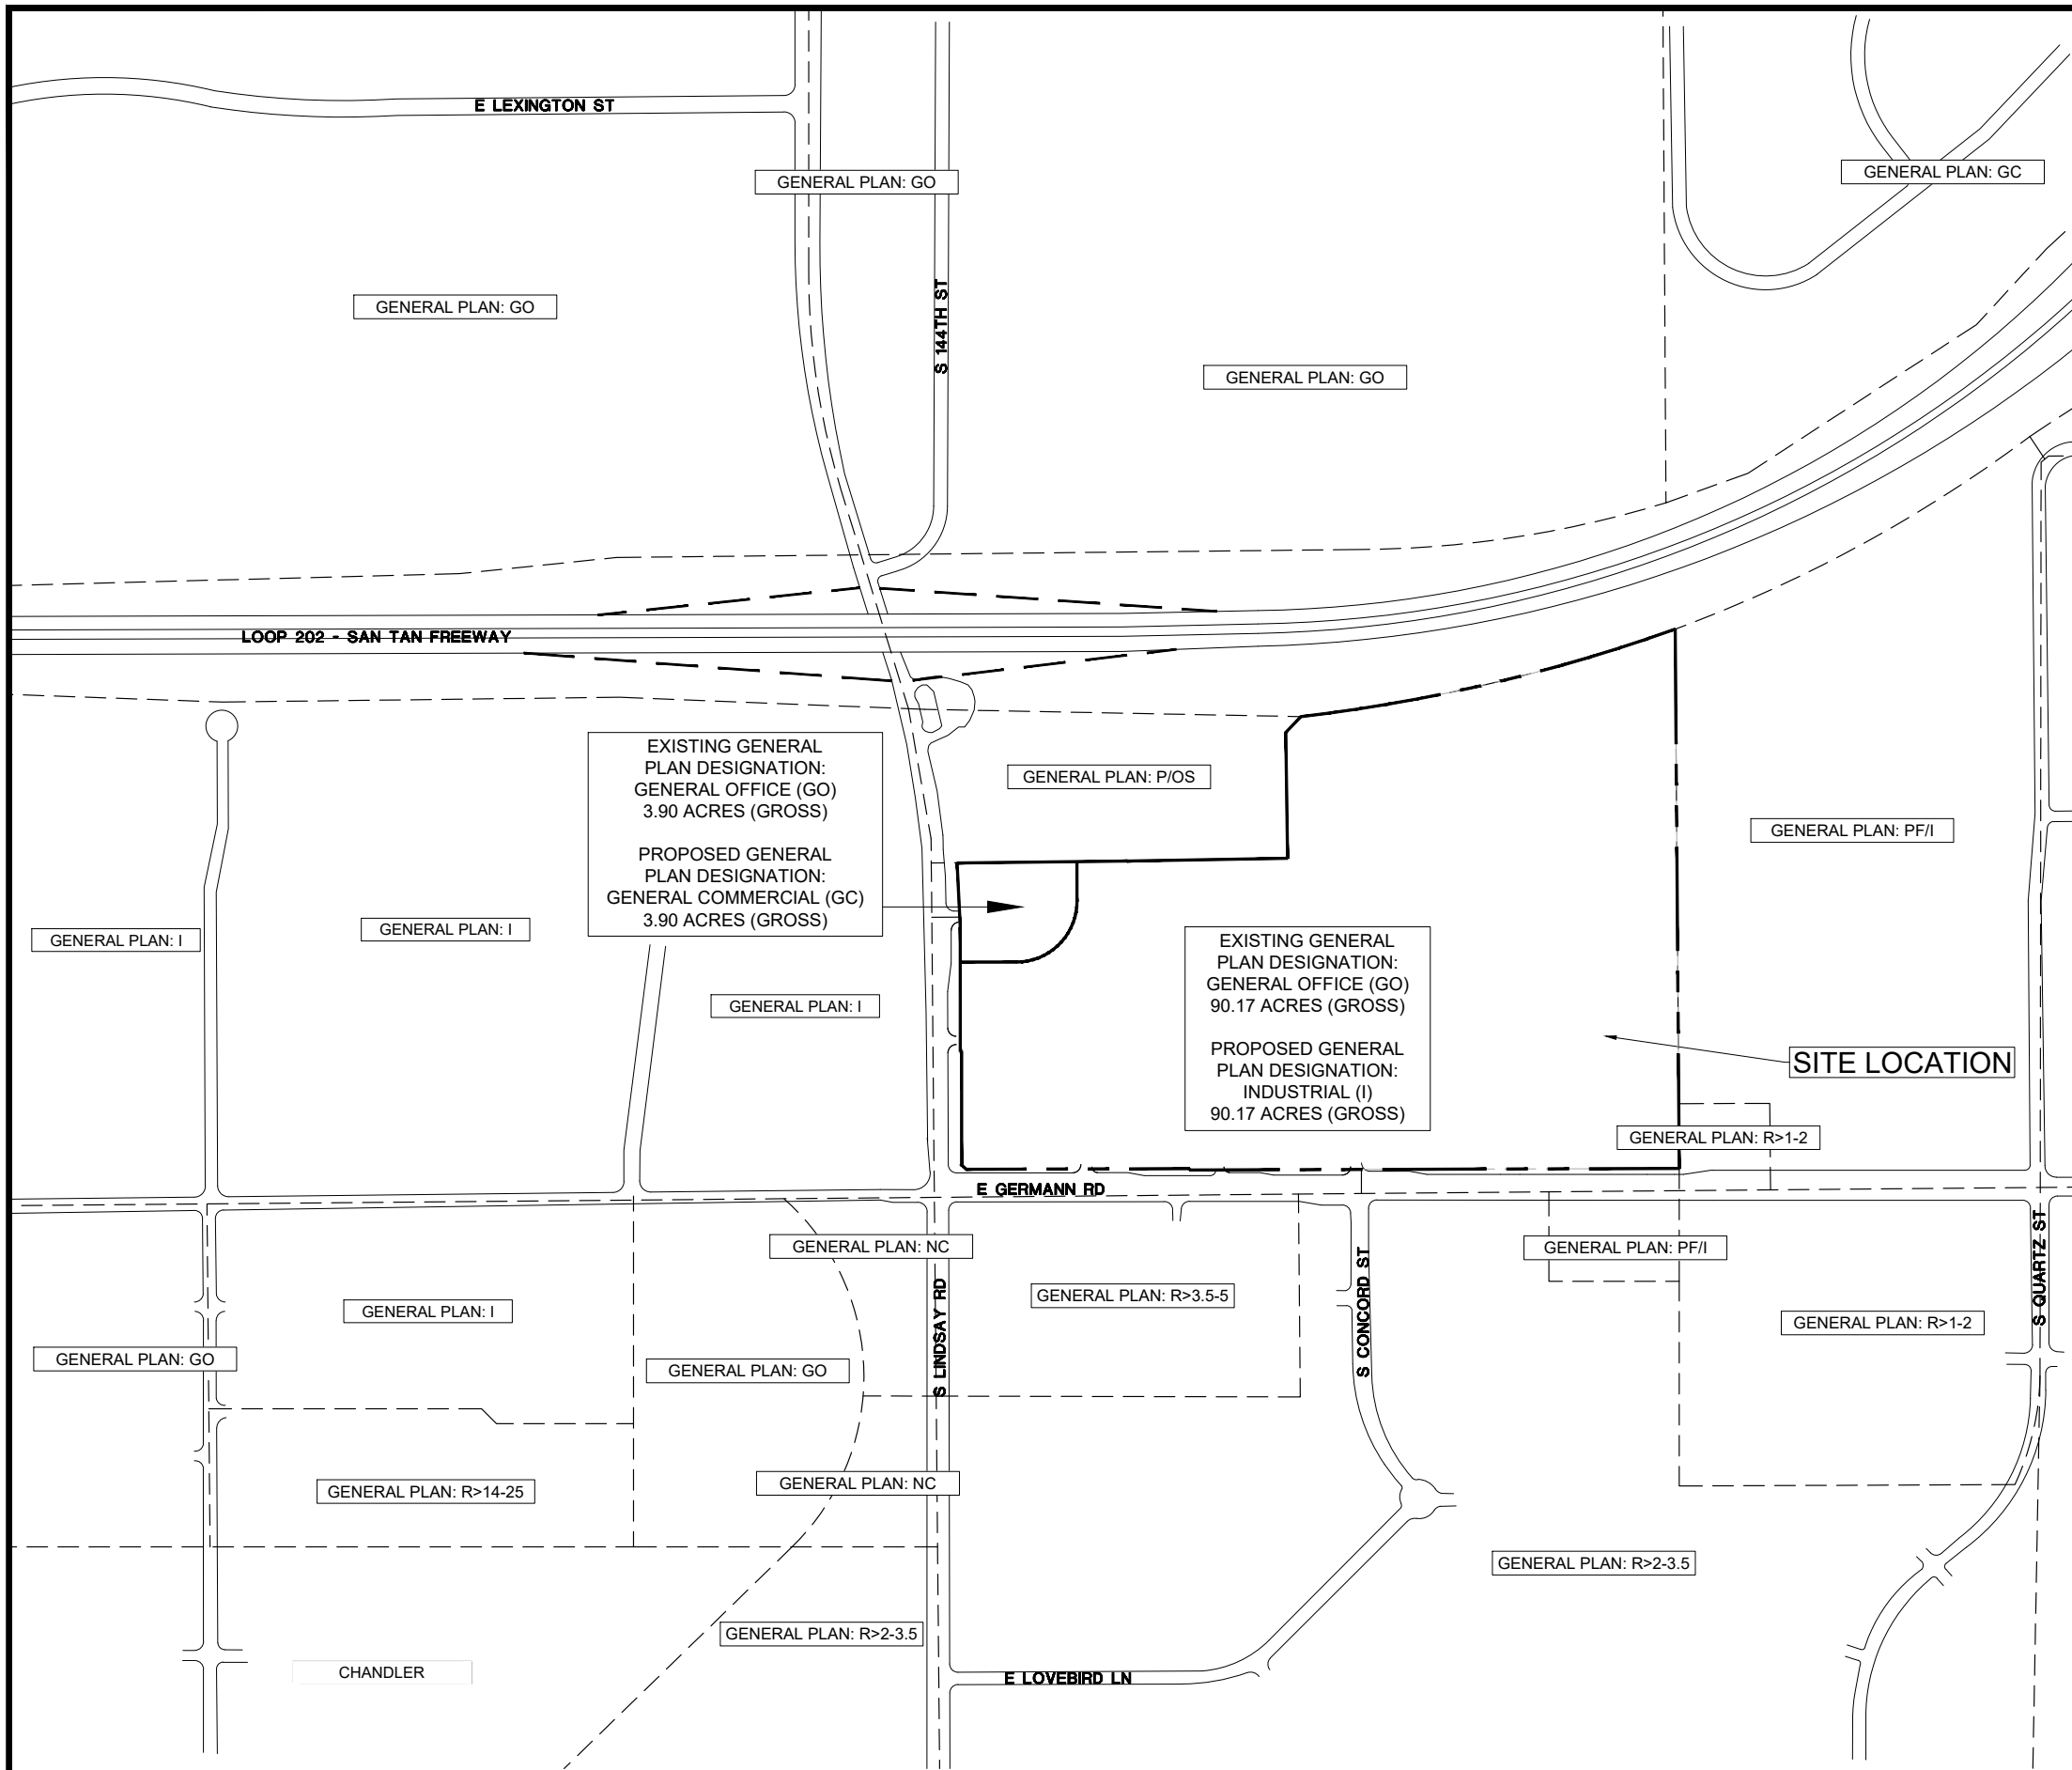 E LEXINGTON ST
GENERAL PLAN: GO
GENERAL PLAN: GC
GENERAL PLAN: GO
S 144TH ST
GENERAL PLAN: GO
LOOP 202 - SAN TAN FREEWAY
EXISTING GENERAL
PLAN DESIGNATION:
GENERAL OFFICE (GO)
3.90 ACRES (GROSS)
PROPOSED GENERAL
PLAN DESIGNATION:
GENERAL COMMERCIAL (GC)
3.90 ACRES (GROSS)
GENERAL PLAN: P/OS
GENERAL PLAN: PF/I
GENERAL PLAN: I
GENERAL PLAN: I
GENERAL PLAN: I
EXISTING GENERAL
PLAN DESIGNATION:
GENERAL OFFICE (GO)
90.17 ACRES (GROSS)
PROPOSED GENERAL
PLAN DESIGNATION:
INDUSTRIAL (I)
90.17 ACRES (GROSS)
SITE LOCATION
GENERAL PLAN: R>1-2
E GERMANN RD
GENERAL PLAN: NC
GENERAL PLAN: PF/I
S QUARTZ ST
GENERAL PLAN: I
S LINDSAY RD
GENERAL PLAN: R>3.5-5
S CONCORD ST
GENERAL PLAN: R>1-2
GENERAL PLAN: GO
GENERAL PLAN: GO
GENERAL PLAN: R>14-25
GENERAL PLAN: NC
GENERAL PLAN: R>2-3.5
GENERAL PLAN: R>2-3.5
CHANDLER
E LOVEBIRD LN